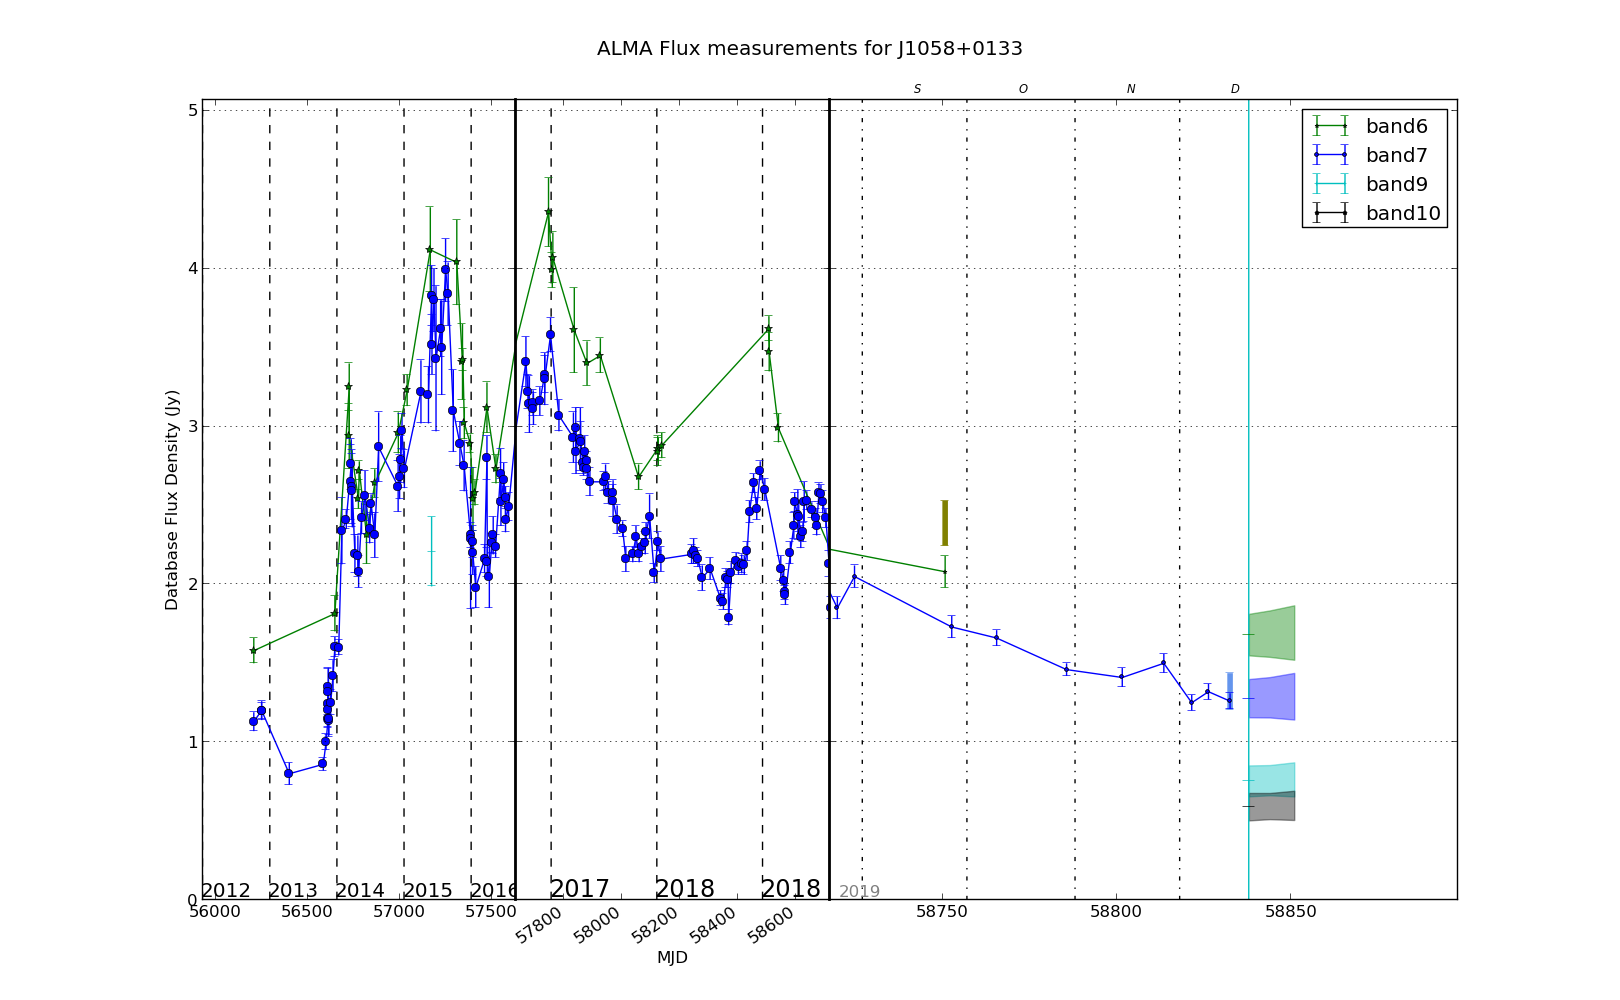 ALMA Flux measurements for J1058+0133
S O N D
band6
band7
band9
band10
Database Flux Density (Jy)
5
4
3
2
1
0
2012 2013 2014 2015 2016 2017 2018 2018 2019
56000 56500 57000 57500 57800 58000 58200 58400 58600 58750 58800 58850
MJD